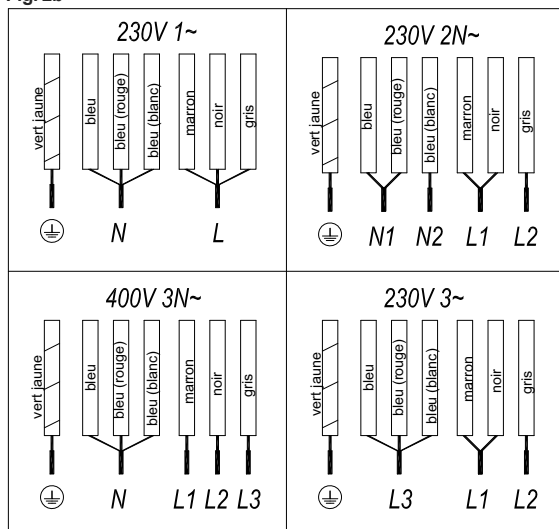 230V 1~
vert jaune
bleu
bleu (rouge)
bleu (blanc)
marron
noir
gris
N
L
230V 2N~
vert jaune
bleu
bleu (rouge)
bleu (blanc)
marron
noir
gris
N1 N2 L1 L2
400V 3N~
vert jaune
bleu
bleu (rouge)
bleu (blanc)
marron
noir
gris
N
L1 L2 L3
230V 3~
vert jaune
bleu
bleu (rouge)
bleu (blanc)
marron
noir
gris
L3 L1 L2